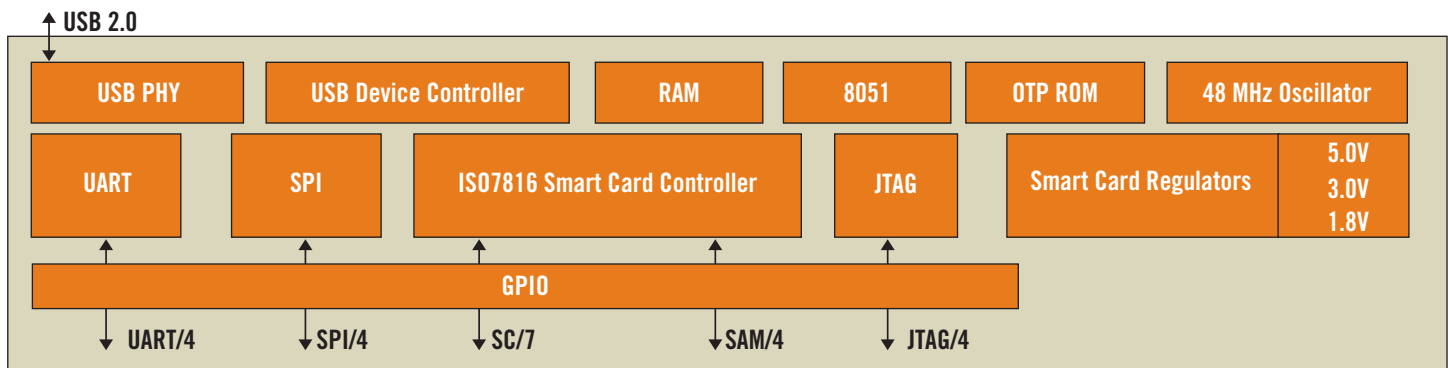 USB 2.0
USB PHY
USB Device Controller
RAM
8051
OTP ROM
48 MHz Oscillator
UART
SPI
ISO7816 Smart Card Controller
JTAG
Smart Card Regulators
5.0V
3.0V
1.8V
GPIO
UART/4
SPI/4
SC/7
SAM/4
JTAG/4